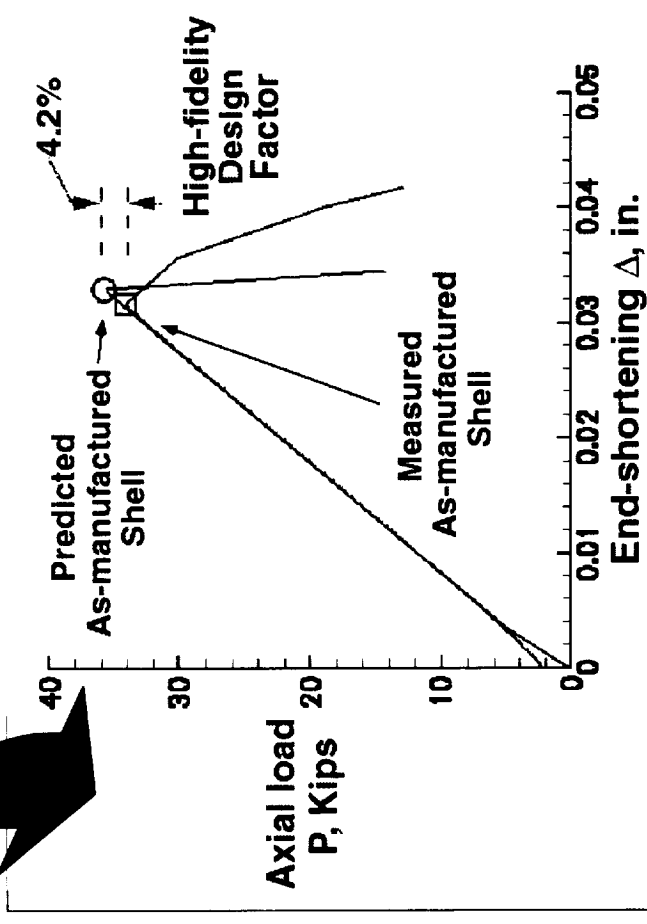 Predicted
As-manufactured
Shell
4.2%
High-fidelity
Design
Factor
Measured
As-manufactured
Shell
Axial load
P, Kips
40
30
20
10
0
0
0.01
0.02
0.03
0.04
0.05
End-shortening Δ, in.